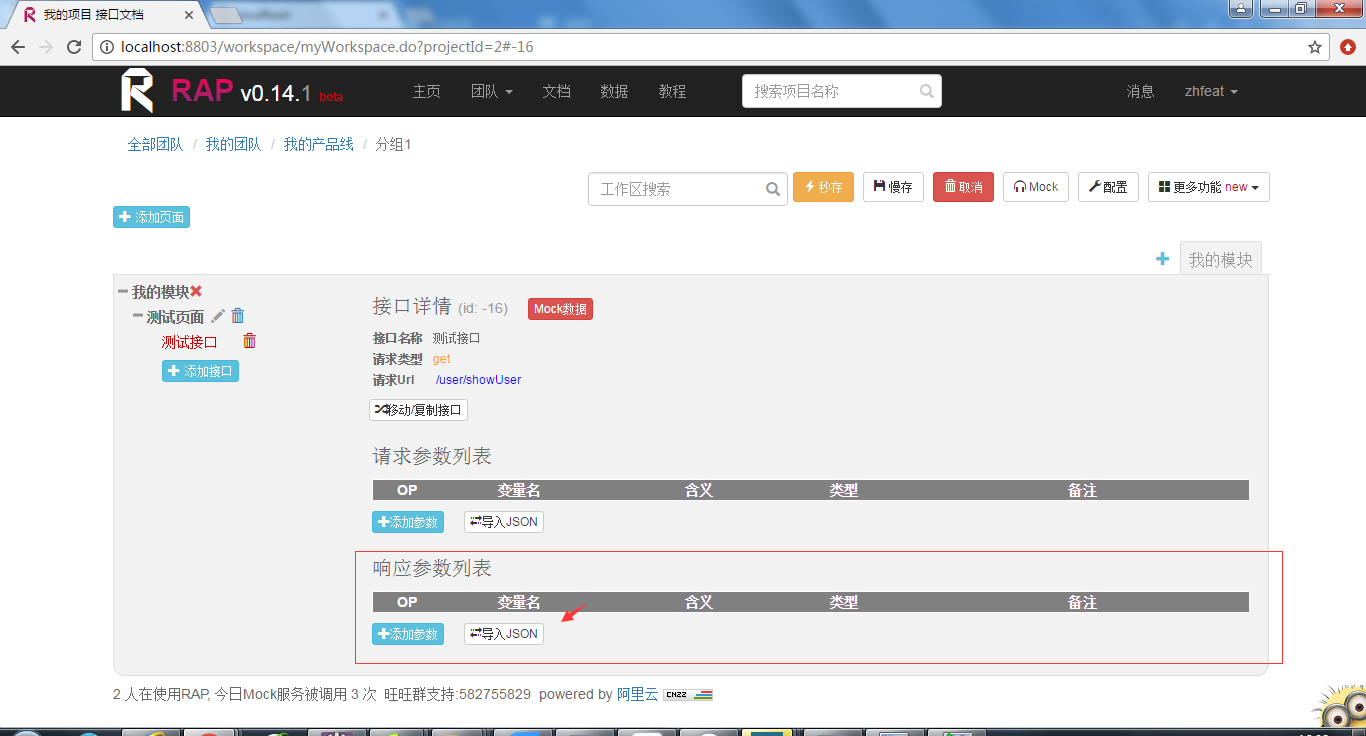 我的项目 接口文档
localhost:8803/workspace/myWorkspace.do?projectId=2#-16
RAP v0.14.1 beta 主页 团队 文档 数据 教程 搜索项目名称 消息 zhfeat
全部团队 / 我的团队 / 我的产品线 / 分组1
工作区搜索 秒存 慢存 取消 Mock 配置 更多功能 new
添加页面
我的模块
我的模块
测试页面
测试接口
添加接口
接口详情 (id: -16) Mock数据
接口名称 测试接口
请求类型 get
请求Url /user/showUser
移动/复制接口
请求参数列表
OP 变量名 含义 类型 备注
添加参数 导入JSON
响应参数列表
OP 变量名 含义 类型 备注
添加参数 导入JSON
2 人在使用RAP, 今日Mock服务被调用 3 次 旺旺群支持:582755829 powered by 阿里云 CNZZ